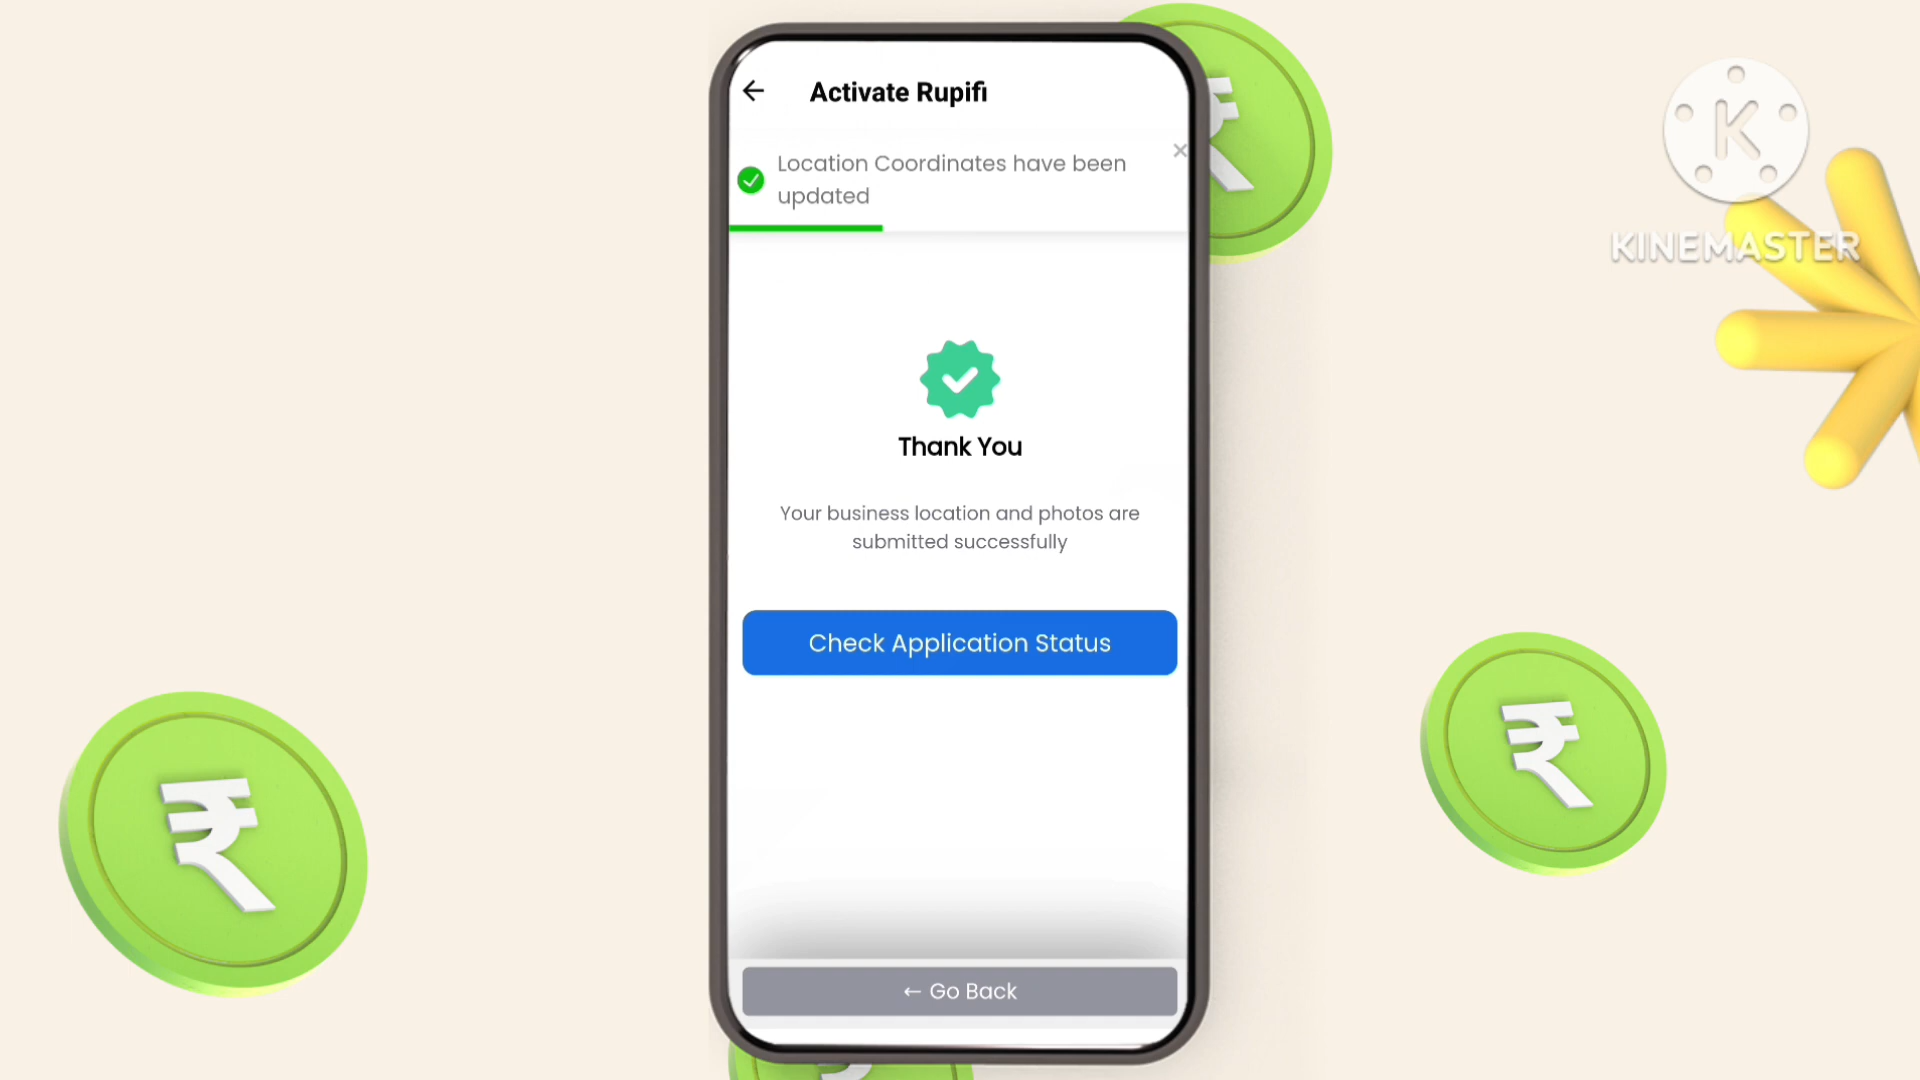 Activate Rupifi
Location Coordinates have been
updated
Thank You
Your business location and photos are
submitted successfully
Check Application Status
← Go Back
K
KINEMASTER
₹
₹
₹